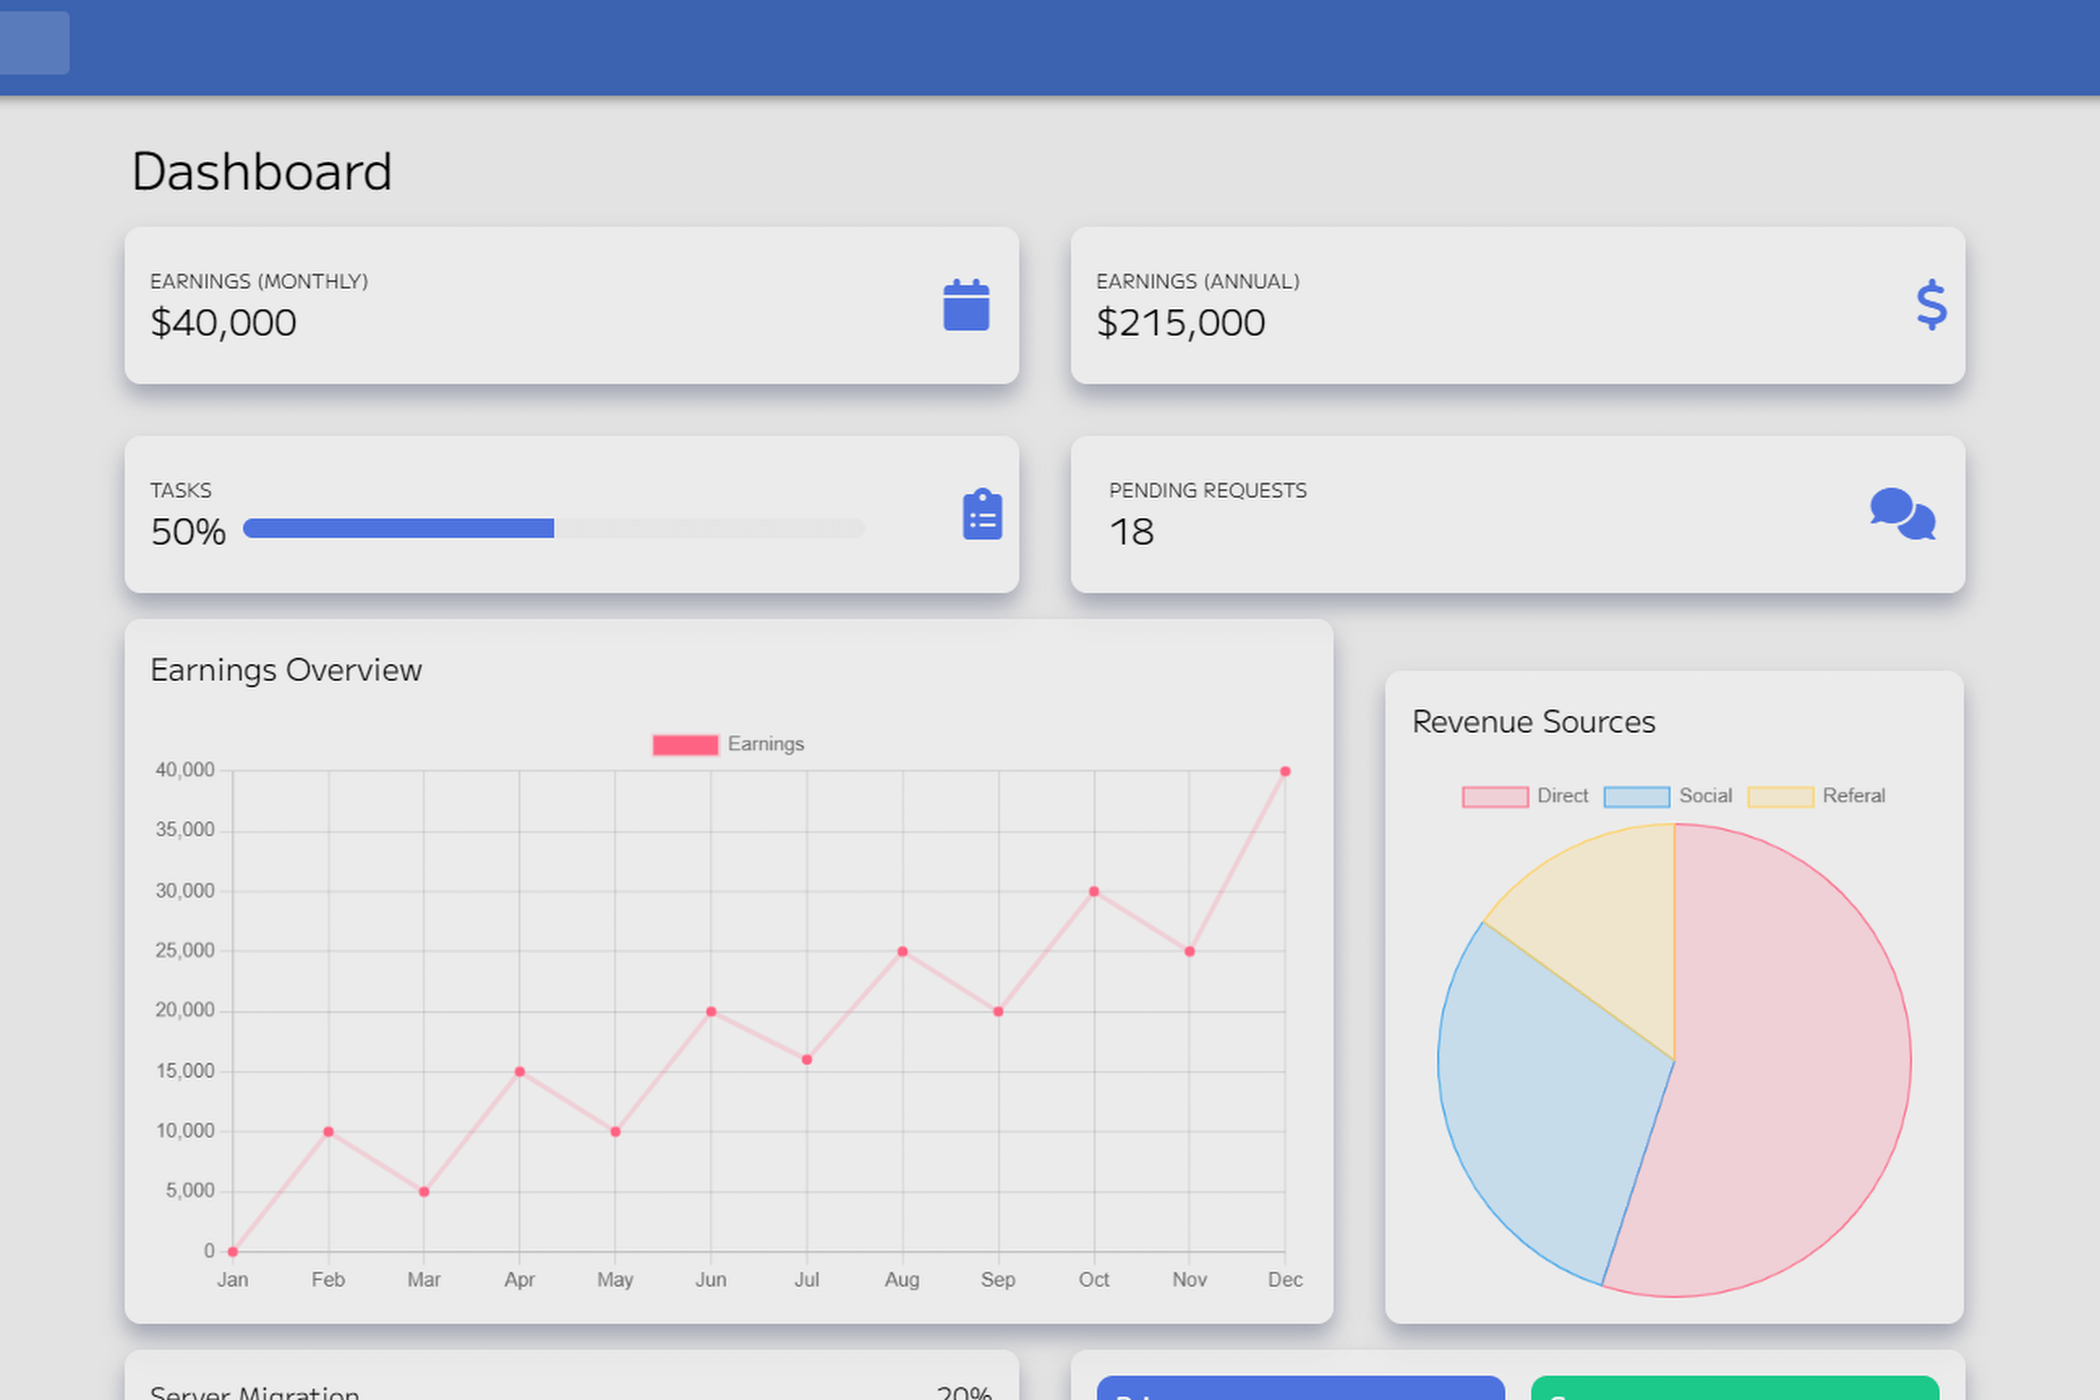 Dashboard
EARNINGS (MONTHLY)
$40,000
EARNINGS (ANNUAL)
$215,000
TASKS
50%
PENDING REQUESTS
18
Earnings Overview
Earnings
40,000
35,000
30,000
25,000
20,000
15,000
10,000
5,000
0
Jan Feb Mar Apr May Jun Jul Aug Sep Oct Nov Dec
Revenue Sources
Direct Social Referal
Server Migration 20%